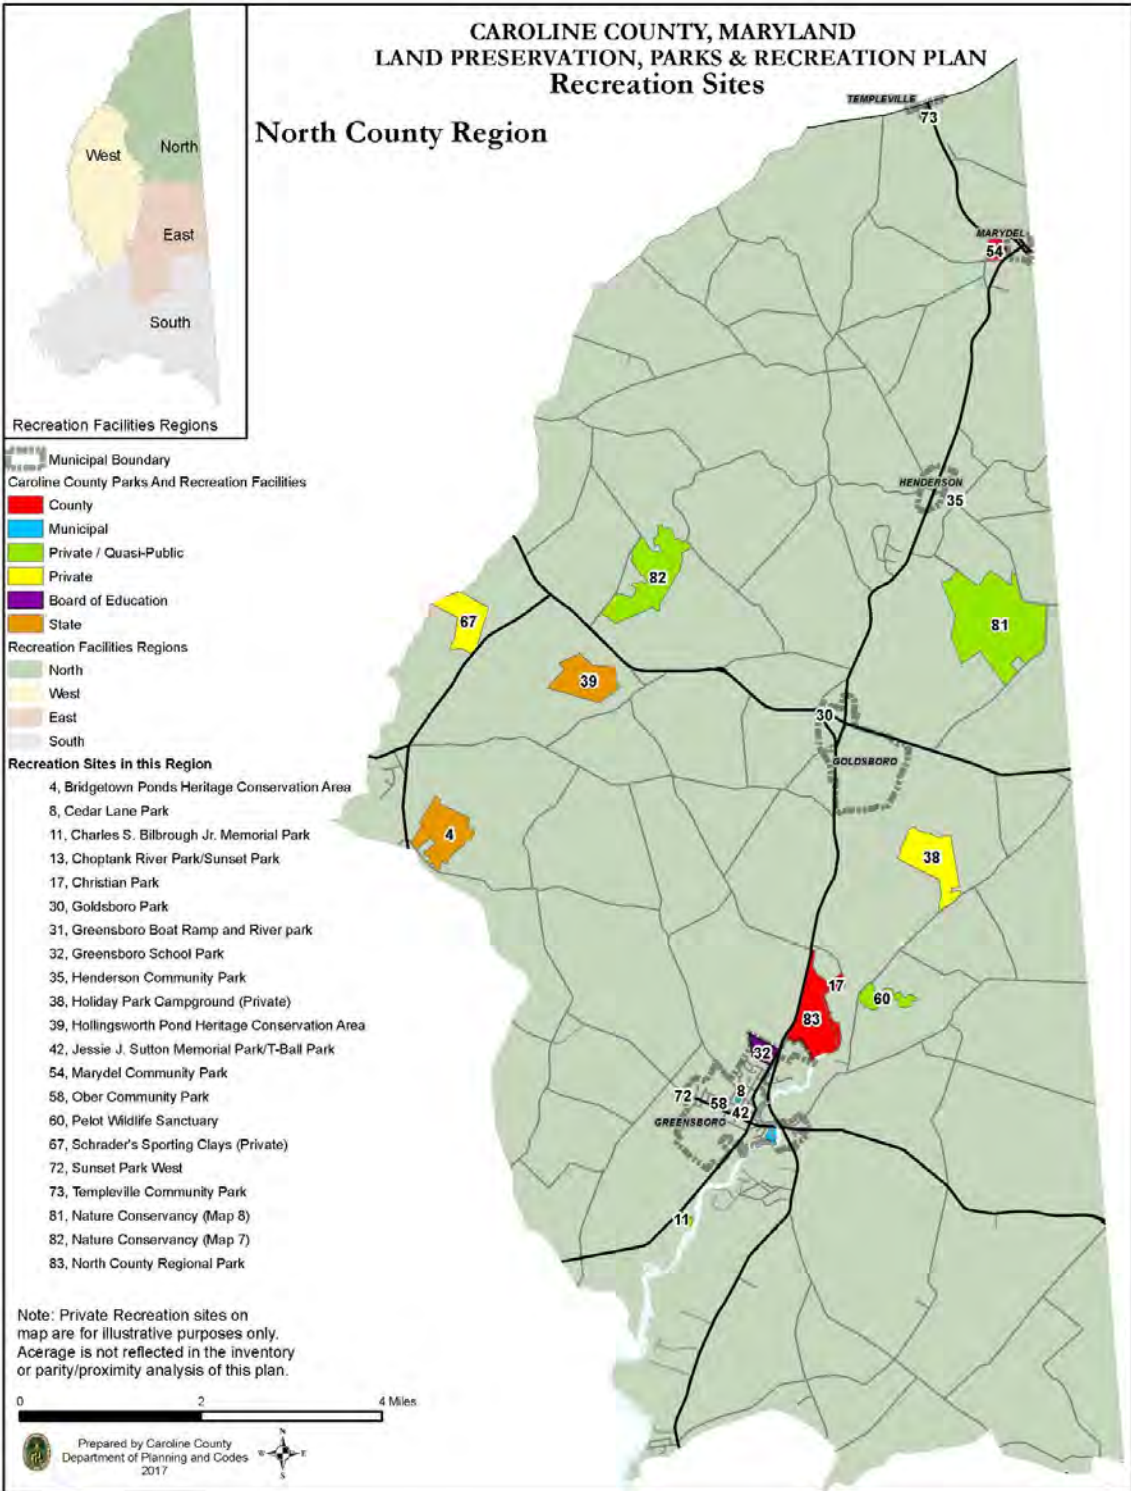 CAROLINE COUNTY, MARYLAND
LAND PRESERVATION, PARKS & RECREATION PLAN
Recreation Sites
North County Region
West
North
East
South
Recreation Facilities Regions
Municipal Boundary
Caroline County Parks And Recreation Facilities
County
Municipal
Private / Quasi-Public
Private
Board of Education
State
Recreation Facilities Regions
North
West
East
South
Recreation Sites in this Region
4, Bridgetown Ponds Heritage Conservation Area
8, Cedar Lane Park
11, Charles S. Bilbrough Jr. Memorial Park
13, Choptank River Park/Sunset Park
17, Christian Park
30, Goldsboro Park
31, Greensboro Boat Ramp and River park
32, Greensboro School Park
35, Henderson Community Park
38, Holiday Park Campground (Private)
39, Hollingsworth Pond Heritage Conservation Area
42, Jessie J. Sutton Memorial Park/T-Ball Park
54, Marydel Community Park
58, Ober Community Park
60, Pelot Wildlife Sanctuary
67, Schrader's Sporting Clays (Private)
72, Sunset Park West
73, Templeville Community Park
81, Nature Conservancy (Map 8)
82, Nature Conservancy (Map 7)
83, North County Regional Park
Note: Private Recreation sites on
map are for illustrative purposes only.
Acerage is not reflected in the inventory
or parity/proximity analysis of this plan.
0 2 4 Miles
Prepared by Caroline County
Department of Planning and Codes
2017
N
W E
S
TEMPLEVILLE
73
MARYDEL
54
HENDERSON
35
82
81
67
39
30
GOLDSBORO
4
38
17
60
83
32
8
72
58
42
GREENSBORO
11